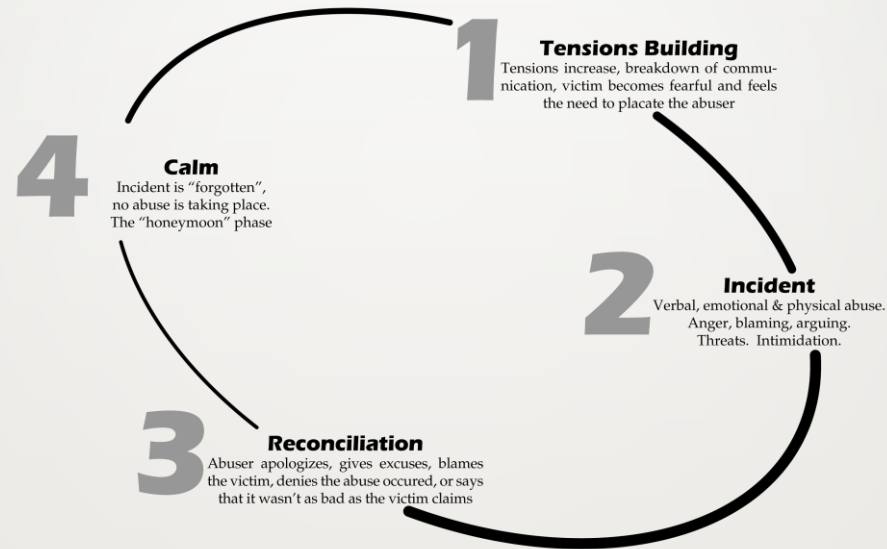 1
Tensions Building
Tensions increase, breakdown of commu-
nication, victim becomes fearful and feels
the need to placate the abuser
2
Incident
Verbal, emotional & physical abuse.
Anger, blaming, arguing.
Threats. Intimidation.
3
Reconciliation
Abuser apologizes, gives excuses, blames
the victim, denies the abuse occured, or says
that it wasn’t as bad as the victim claims
4
Calm
Incident is “forgotten”,
no abuse is taking place.
The “honeymoon” phase